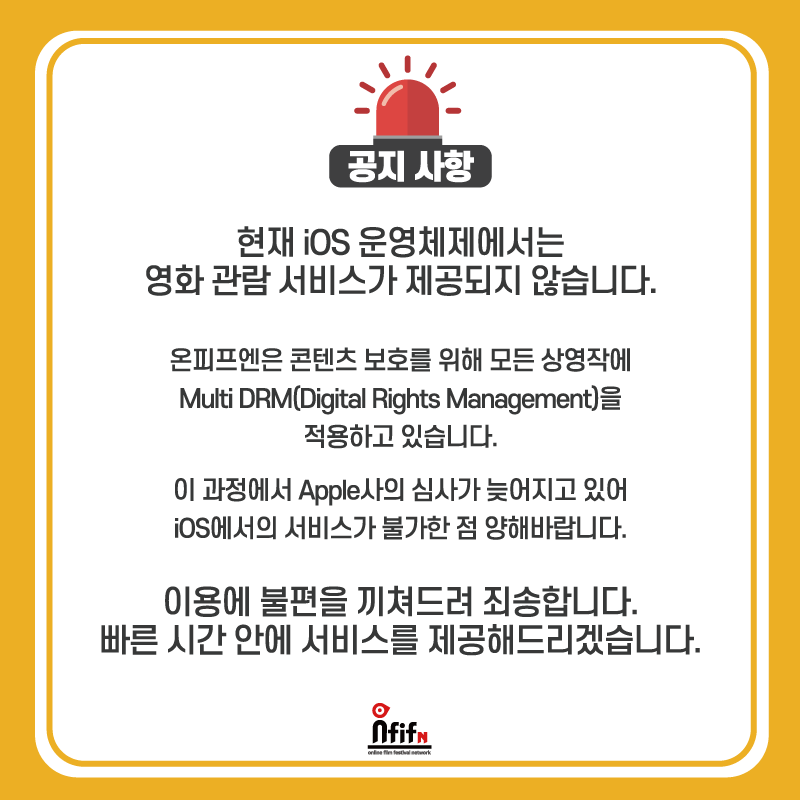 공지 사항
현재 iOS 운영체제에서는
영화 관람 서비스가 제공되지 않습니다.
온피프엔은 콘텐츠 보호를 위해 모든 상영작에
Multi DRM(Digital Rights Management)을
적용하고 있습니다.
이 과정에서 Apple사의 심사가 늦어지고 있어
iOS에서의 서비스가 불가한 점 양해바랍니다.
이용에 불편을 끼쳐드려 죄송합니다.
빠른 시간 안에 서비스를 제공해드리겠습니다.
nfifN
online film festival network